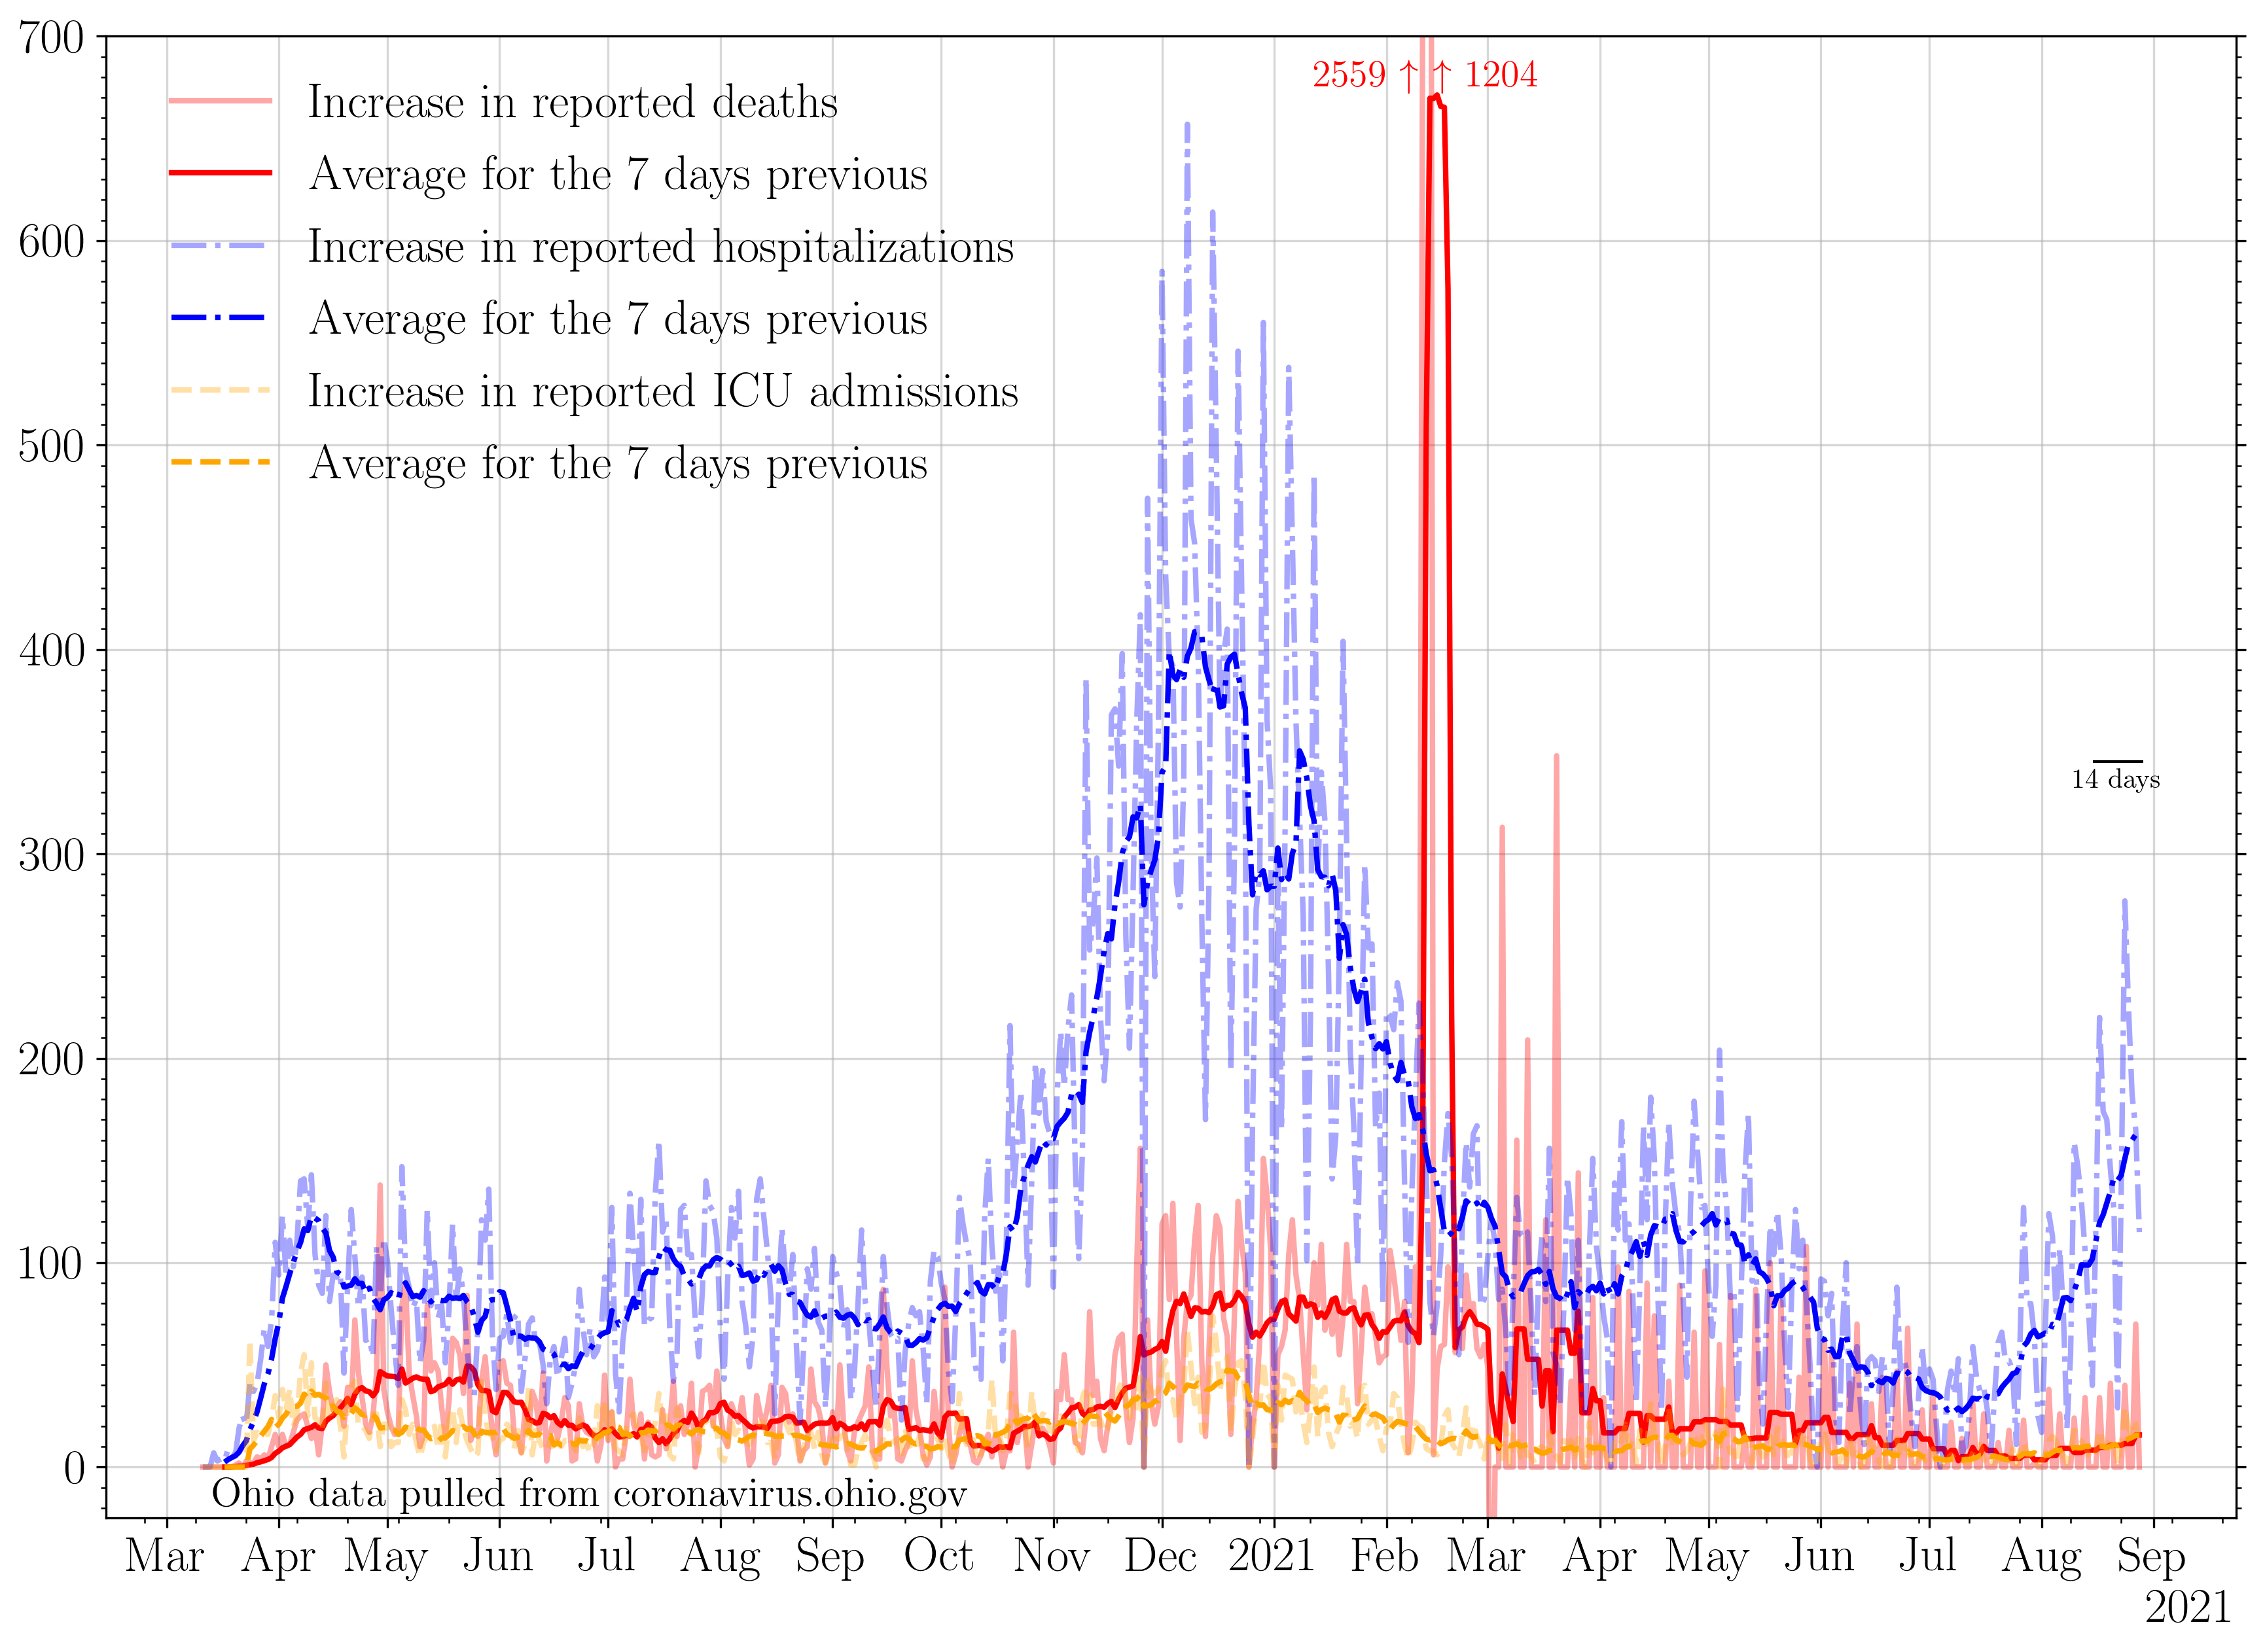 700
600
500
400
300
200
100
0
2559 ↑ ↑ 1204
Increase in reported deaths
Average for the 7 days previous
Increase in reported hospitalizations
Average for the 7 days previous
Increase in reported ICU admissions
Average for the 7 days previous
14 days
Ohio data pulled from coronavirus.ohio.gov
Mar Apr May Jun Jul Aug Sep Oct Nov Dec 2021 Feb Mar Apr May Jun Jul Aug Sep
2021